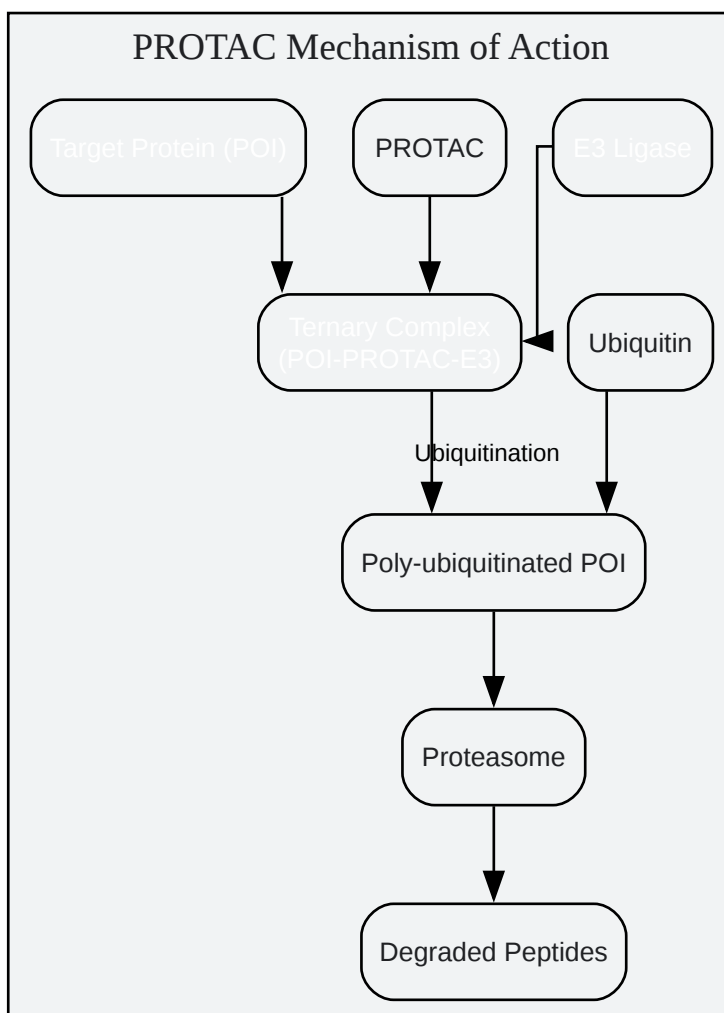 PROTAC Mechanism of Action
Target Protein (POI)
PROTAC
E3 Ligase
Ternary Complex
(POI-PROTAC-E3)
Ubiquitin
Ubiquitination
Poly-ubiquitinated POI
Proteasome
Degraded Peptides